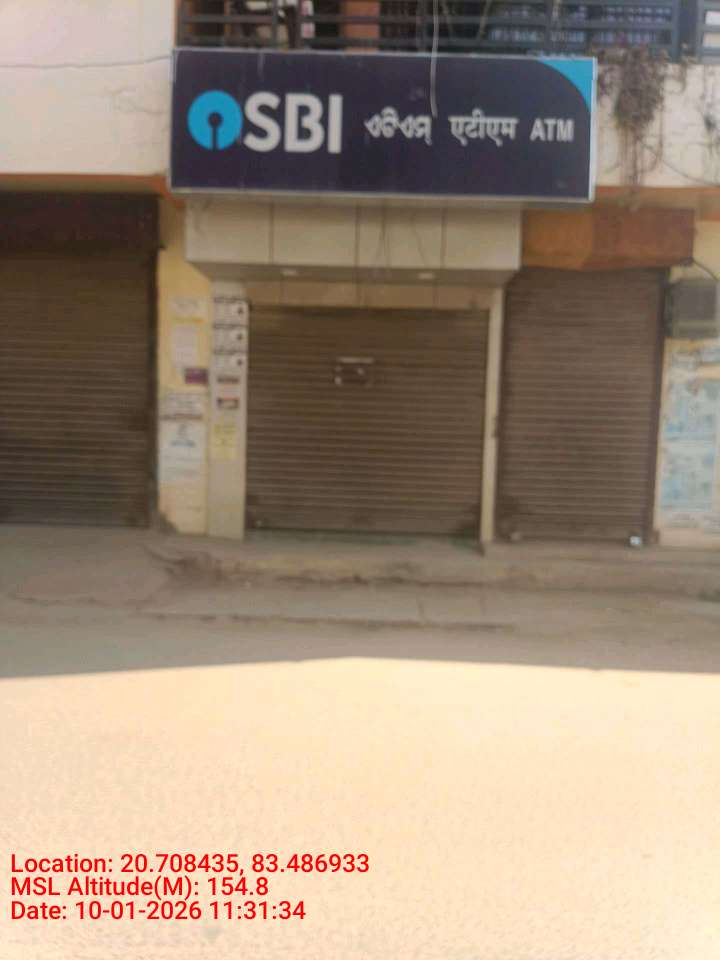 SBI ଏଟିଏମ୍ एटीएम ATM
Location: 20.708435, 83.486933
MSL Altitude(M): 154.8
Date: 10-01-2026 11:31:34